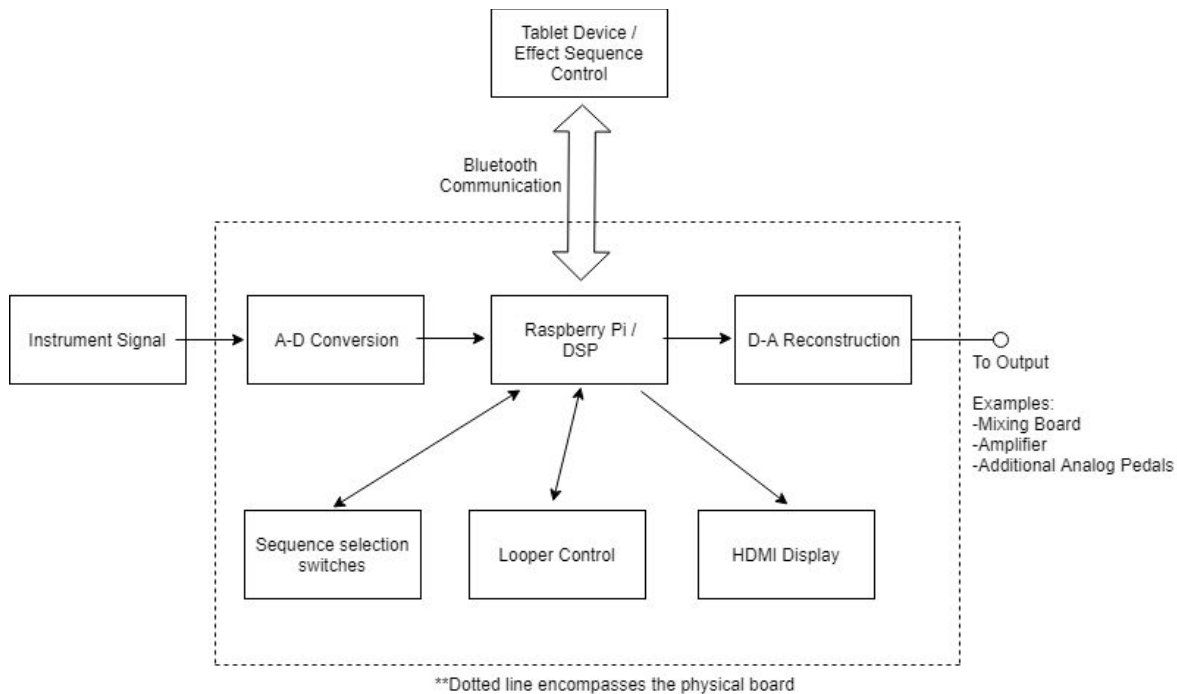 Tablet Device /
Effect Sequence
Control
Bluetooth
Communication
Instrument Signal
A-D Conversion
Raspberry Pi /
DSP
D-A Reconstruction
To Output
Examples:
-Mixing Board
-Amplifier
-Additional Analog Pedals
Sequence selection
switches
Looper Control
HDMI Display
**Dotted line encompasses the physical board